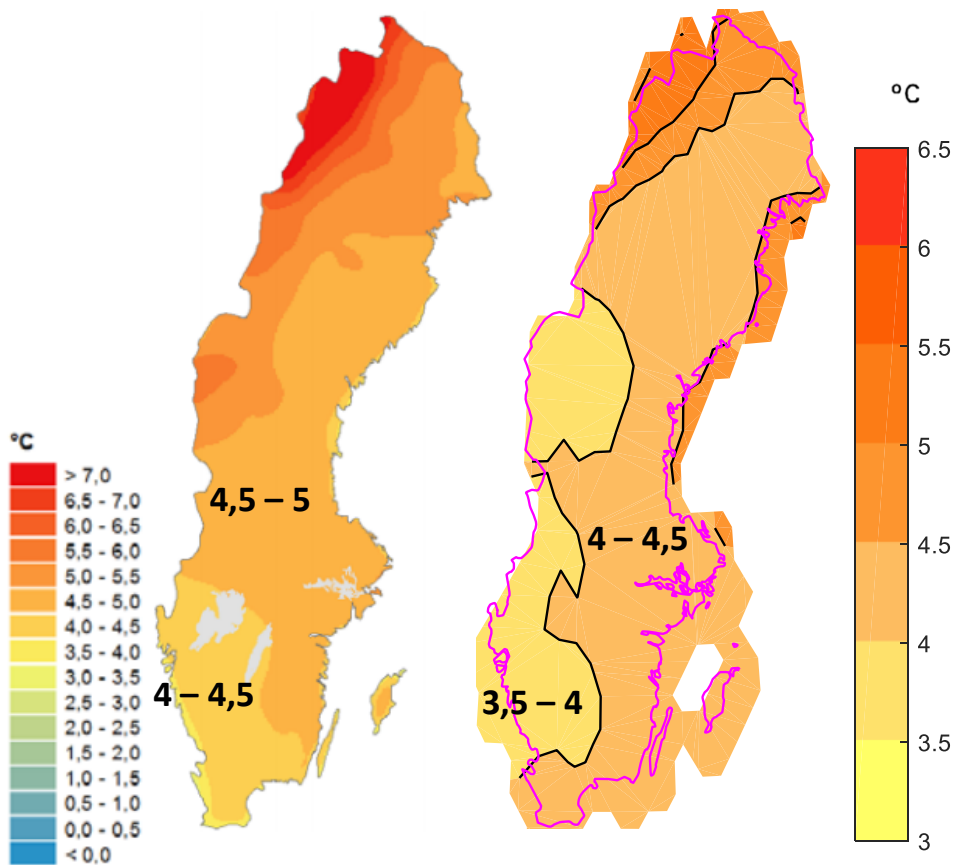 °C
> 7,0
6,5 - 7,0
6,0 - 6,5
5,5 - 6,0
5,0 - 5,5
4,5 - 5,0
4,0 - 4,5
3,5 - 4,0
3,0 - 3,5
2,5 - 3,0
2,0 - 2,5
1,5 - 2,0
1,0 - 1,5
0,5 - 1,0
0,0 - 0,5
< 0,0
4,5 – 5
4 – 4,5
4 – 4,5
3,5 – 4
°C
6.5
6
5.5
5
4.5
4
3.5
3